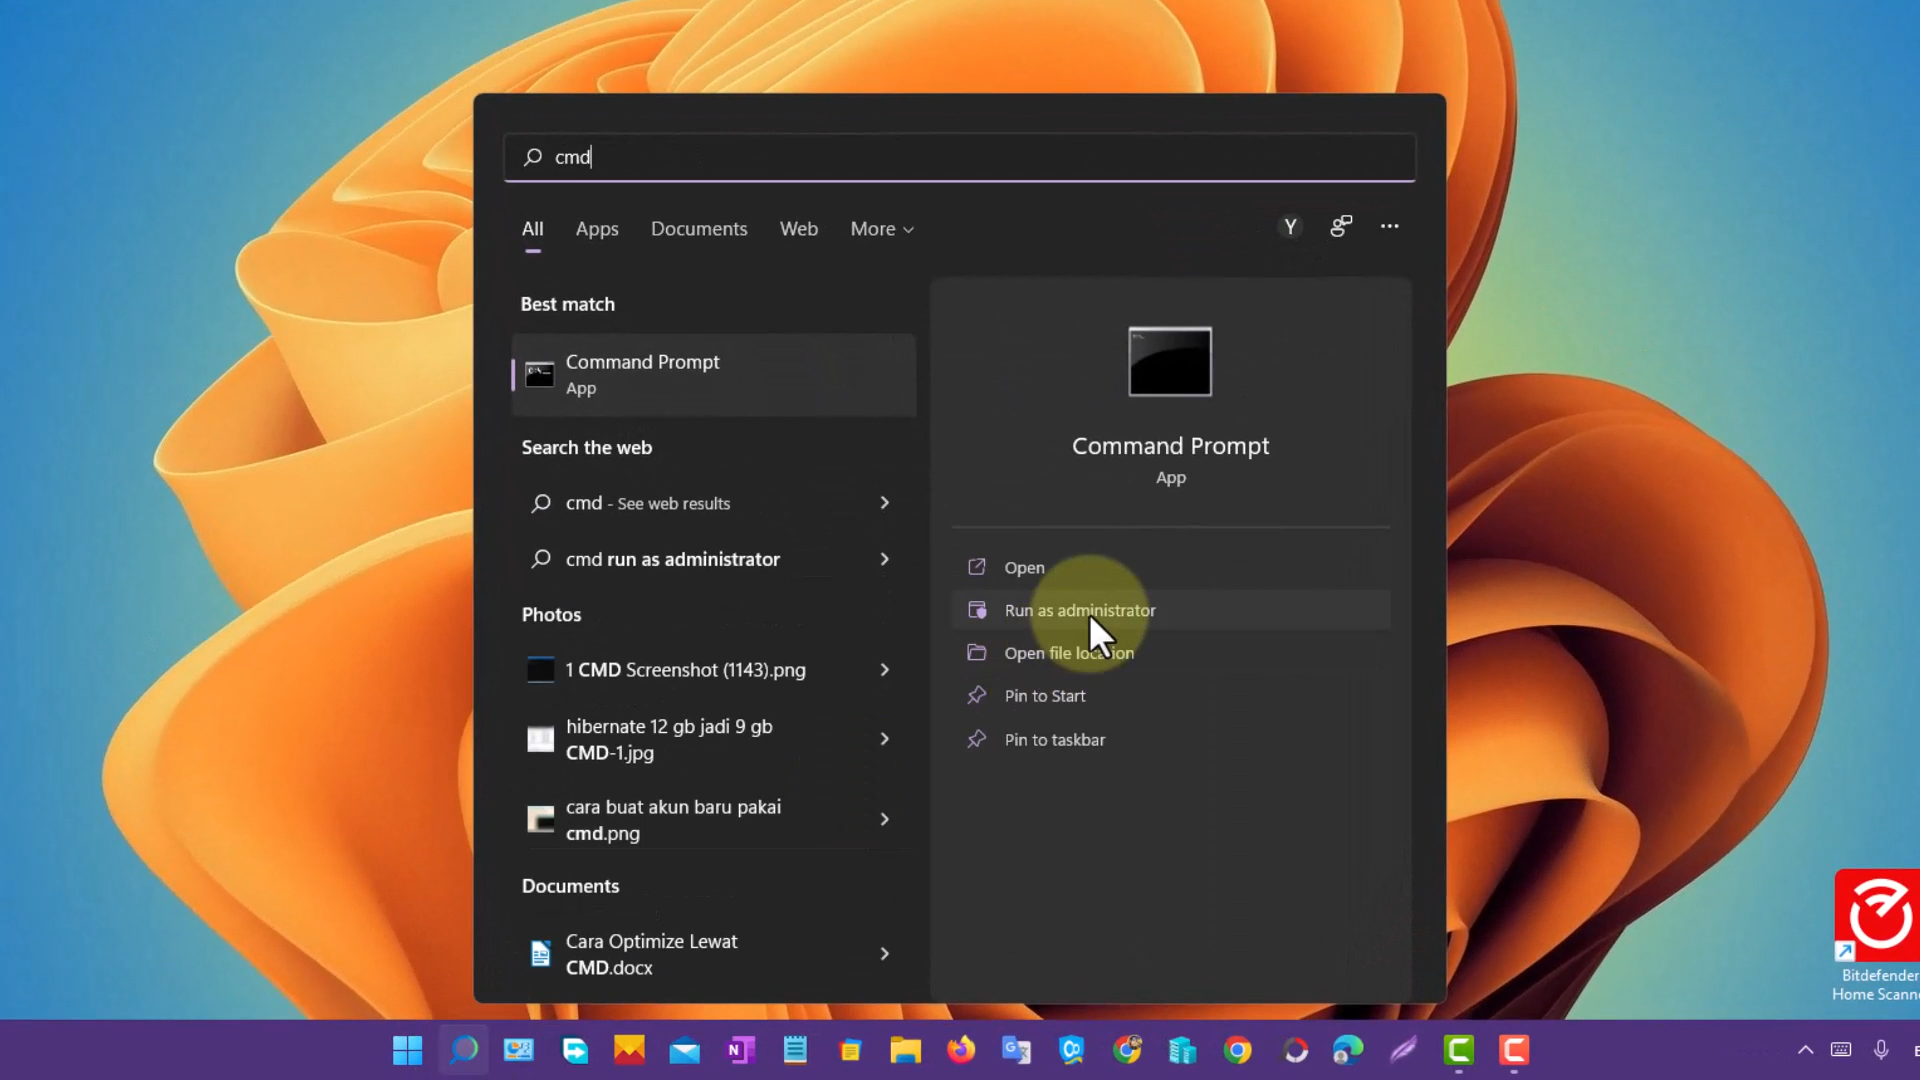 cmd
All Apps Documents Web More
Y
Best match
Command Prompt
App
Search the web
cmd - See web results
cmd run as administrator
Photos
1 CMD Screenshot (1143).png
hibernate 12 gb jadi 9 gb
CMD-1.jpg
cara buat akun baru pakai
cmd.png
Documents
Cara Optimize Lewat
CMD.docx
Command Prompt
App
Open
Run as administrator
Open file location
Pin to Start
Pin to taskbar
Bitdefender
Home Scann